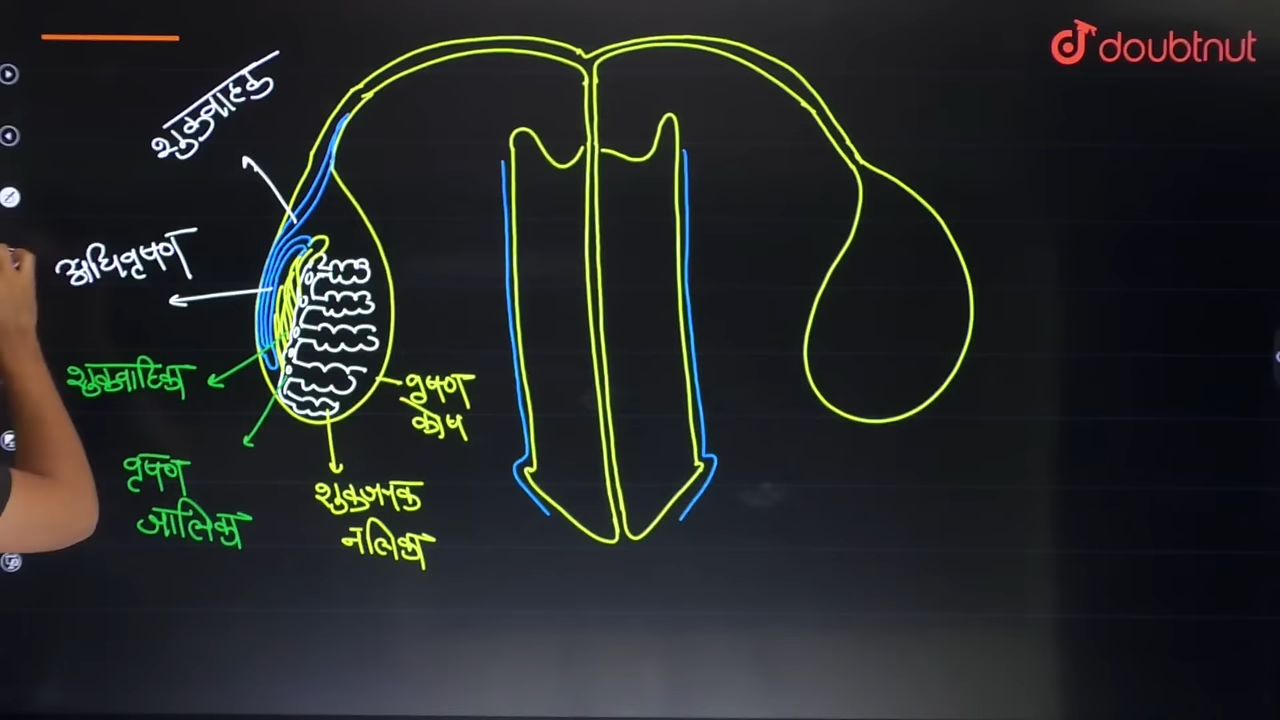 doubtnut
शुक्रवाहक
अधिवृषण
शुक्रवाहिका
वृषण
कोष
वृषण
जालिका
शुक्रजनक
नलिका